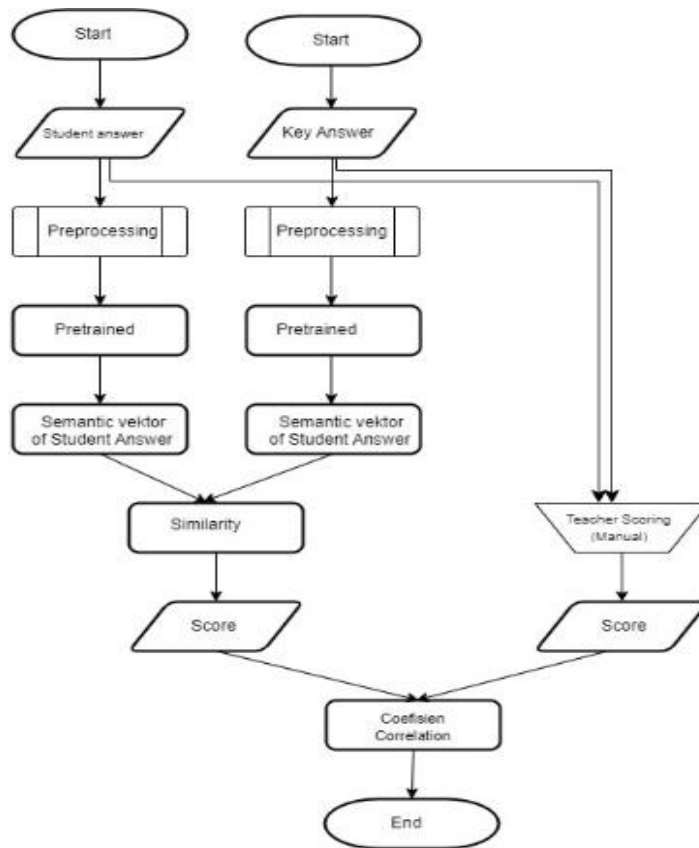 Start
Start
Student answer
Key Answer
Preprocessing
Preprocessing
Pretrained
Pretrained
Semantic vektor
of Student Answer
Semantic vektor
of Student Answer
Similarity
Teacher Scoring
(Manual)
Score
Score
Coefisien
Correlation
End